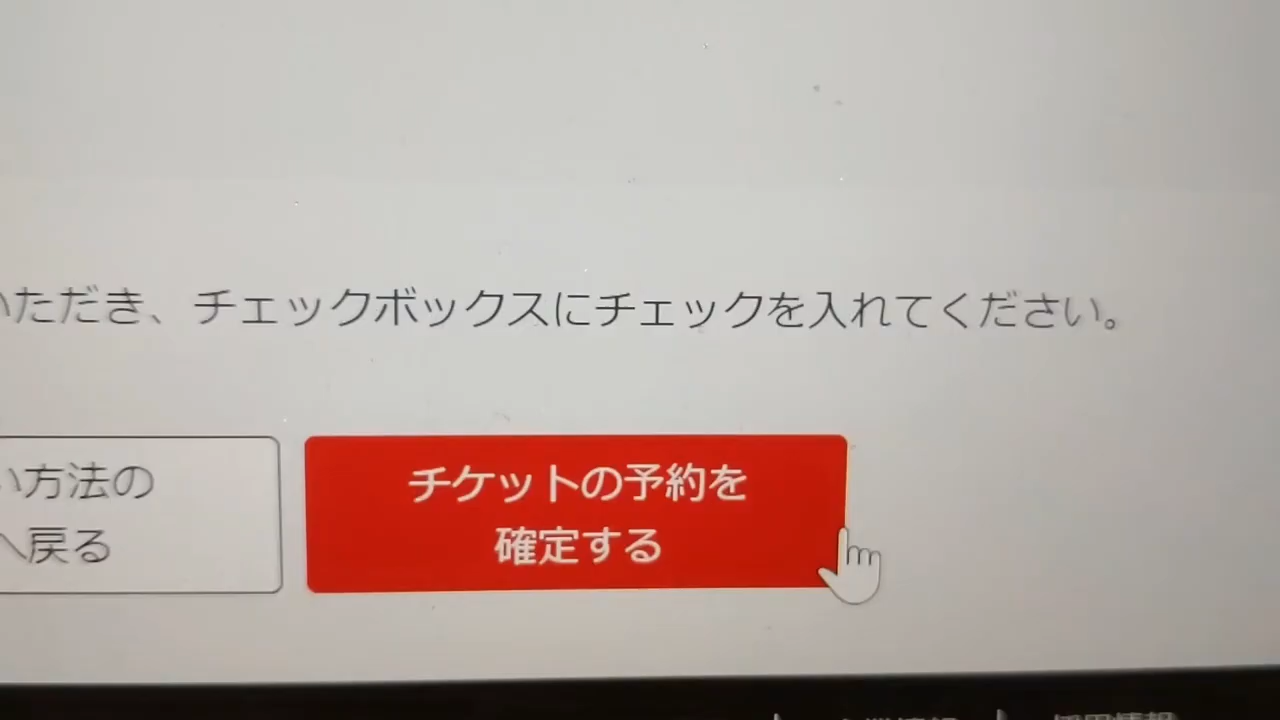 いただき、チェックボックスにチェックを入れてください。
い方法の
へ戻る
チケットの予約を
確定する